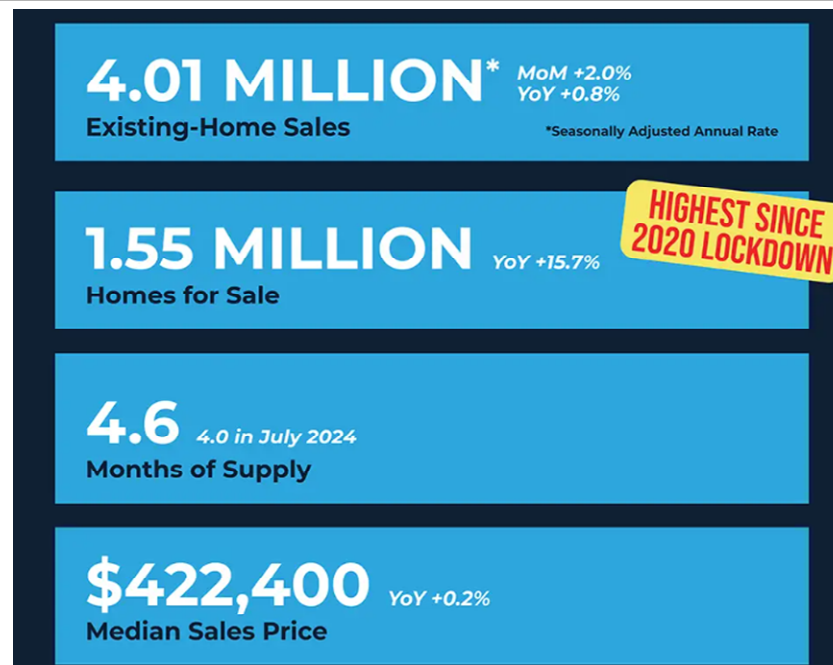 4.01 MILLION*
MoM +2.0%
YoY +0.8%
Existing-Home Sales
*Seasonally Adjusted Annual Rate
HIGHEST SINCE
2020 LOCKDOWN
1.55 MILLION
YoY +15.7%
Homes for Sale
4.6
4.0 in July 2024
Months of Supply
$422,400
YoY +0.2%
Median Sales Price